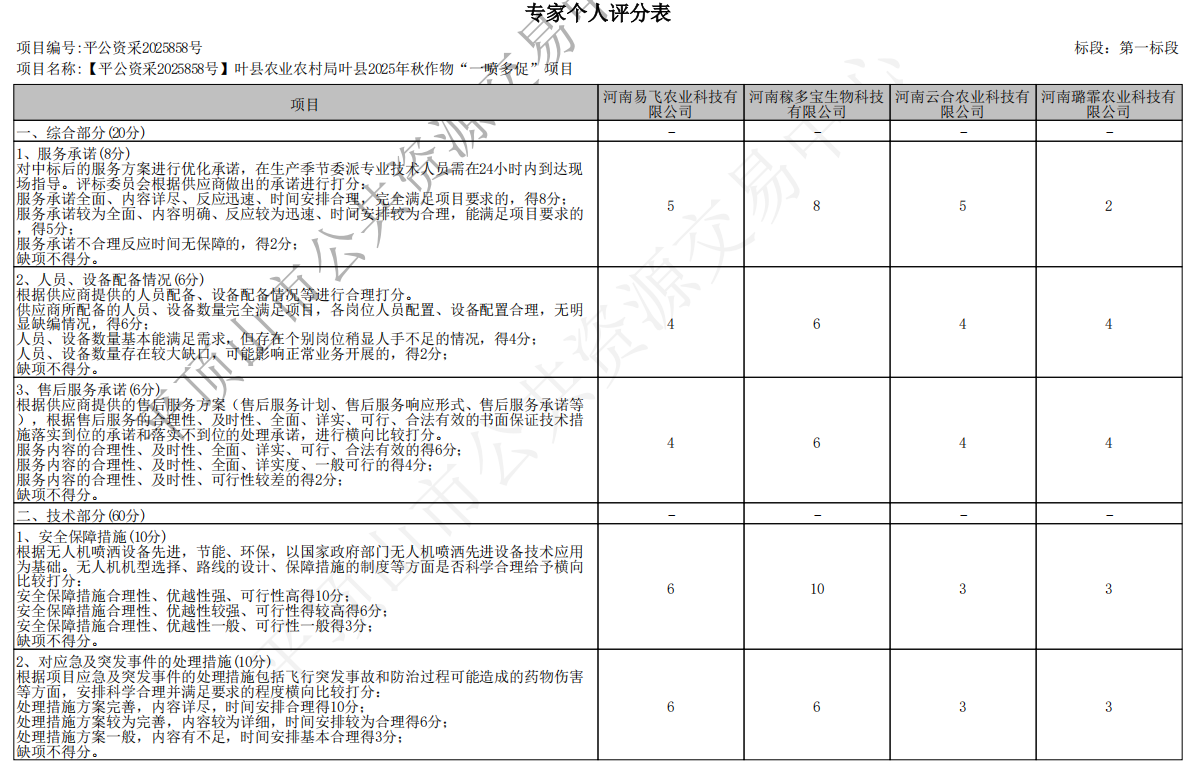 专家个人评分表
项目编号:平公资采2025858号
标段: 第一标段
项目名称:【平公资采2025858号】叶县农业农村局叶县2025年秋作物“一喷多促”项目
项目
河南易飞农业科技有
限公司
河南稼多宝生物科技
有限公司
河南云合农业科技有
限公司
河南璐霏农业科技有
限公司
一、综合部分(20分)
-
-
-
-
1、服务承诺(8分)
对中标后的服务方案进行优化承诺，在生产季节委派专业技术人员需在24小时内到达现
场指导。评标委员会根据供应商做出的承诺进行打分：
服务承诺全面、内容详尽、反应迅速、时间安排合理，完全满足项目要求的，得8分；
服务承诺较为全面、内容明确、反应较为迅速、时间安排较为合理，能满足项目要求的
，得5分；
服务承诺不合理反应时间无保障的，得2分；
缺项不得分。
5
8
5
2
2、人员、设备配备情况(6分)
根据供应商提供的人员配备、设备配备情况等进行合理打分。
供应商所配备的人员、设备数量完全满足项目，各岗位人员配置、设备配置合理，无明
显缺编情况，得6分；
人员、设备数量基本能满足需求，但存在个别岗位稍显人手不足的情况，得4分；
人员、设备数量存在较大缺口，可能影响正常业务开展的，得2分；
缺项不得分。
4
6
4
4
3、售后服务承诺(6分)
根据供应商提供的售后服务方案（售后服务计划、售后服务响应形式、售后服务承诺等
），根据售后服务的合理性、及时性、全面、详实、可行、合法有效的书面保证技术措
施落实到位的承诺和落实不到位的处理承诺，进行横向比较打分。
服务内容的合理性、及时性、全面、详实、可行、合法有效的得6分；
服务内容的合理性、及时性、全面、详实度、一般可行的得4分；
服务内容的合理性、及时性、可行性较差的得2分；
缺项不得分。
4
6
4
4
二、技术部分(60分)
-
-
-
-
1、安全保障措施(10分)
根据无人机喷洒设备先进，节能、环保，以国家政府部门无人机喷洒先进设备技术应用
为基础。无人机机型选择、路线的设计、保障措施的制度等方面是否科学合理给予横向
比较打分：
安全保障措施合理性、优越性强、可行性高得10分；
安全保障措施合理性、优越性较强、可行性得较高得6分；
安全保障措施合理性、优越性一般、可行性一般得3分；
缺项不得分。
6
10
3
3
2、对应急及突发事件的处理措施(10分)
根据项目应急及突发事件的处理措施包括飞行突发事故和防治过程可能造成的药物伤害
等方面，安排科学合理并满足要求的程度横向比较打分：
处理措施方案完善，内容详尽，时间安排合理得10分；
处理措施方案较为完善，内容较为详细，时间安排较为合理得6分；
处理措施方案一般，内容有不足，时间安排基本合理得3分；
缺项不得分。
6
6
3
3
平顶山市公共资源交易中
平顶山市公共资源交易中心